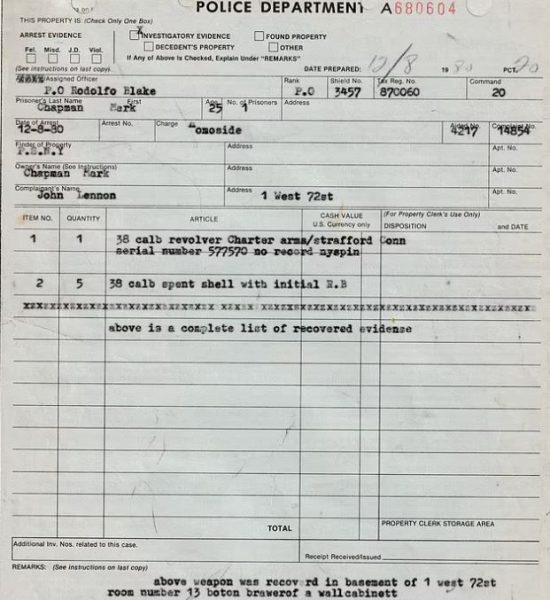 POLICE DEPARTMENT A680604
THIS PROPERTY IS: (Check Only One Box)
ARREST EVIDENCE X INVESTIGATORY EVIDENCE FOUND PROPERTY
DECEDENT'S PROPERTY OTHER
Fel. Misd. J.D. Viol.
If Any of Above is Checked, Explain Under "REMARKS"
(See instructions on last copy) DATE PREPARED: 12/8 1980 PCT. 20
Assigned Officer Rank Shield No. Tax Reg. No. Command
P.O Rodolfo Blake P.O 3457 870060 20
Prisoner's Last Name First Age No. of Prisoners Address
Chapman Mark 25 1
Date of Arrest Arrest No. Charge Aided No. Complaint No.
12-8-80 omoside 4217 14854
Finder of Property Address Apt. No.
Owner's Name (See Instructions) Address Apt. No.
Chapman Mark
Complainant's Name Address Apt. No.
John Lennon 1 West 72st
ITEM NO. QUANTITY ARTICLE CASH VALUE U.S. Currency only (For Property Clerk's Use Only) DISPOSITION and DATE
1 1 38 calb revolver Charter arms/strafford Conn
serial number 577570 no record nyspin
2 5 38 calb spent shell with initial R.B
above is a complete list of recovered evidense
TOTAL PROPERTY CLERK STORAGE AREA
Additional Inv. Nos. related to this case.
Receipt Received/Issued
REMARKS: (See instructions on last copy)
above weapon was recoverd in basement of 1 west 72st
room number 13 boton brawerof a wallcabinett